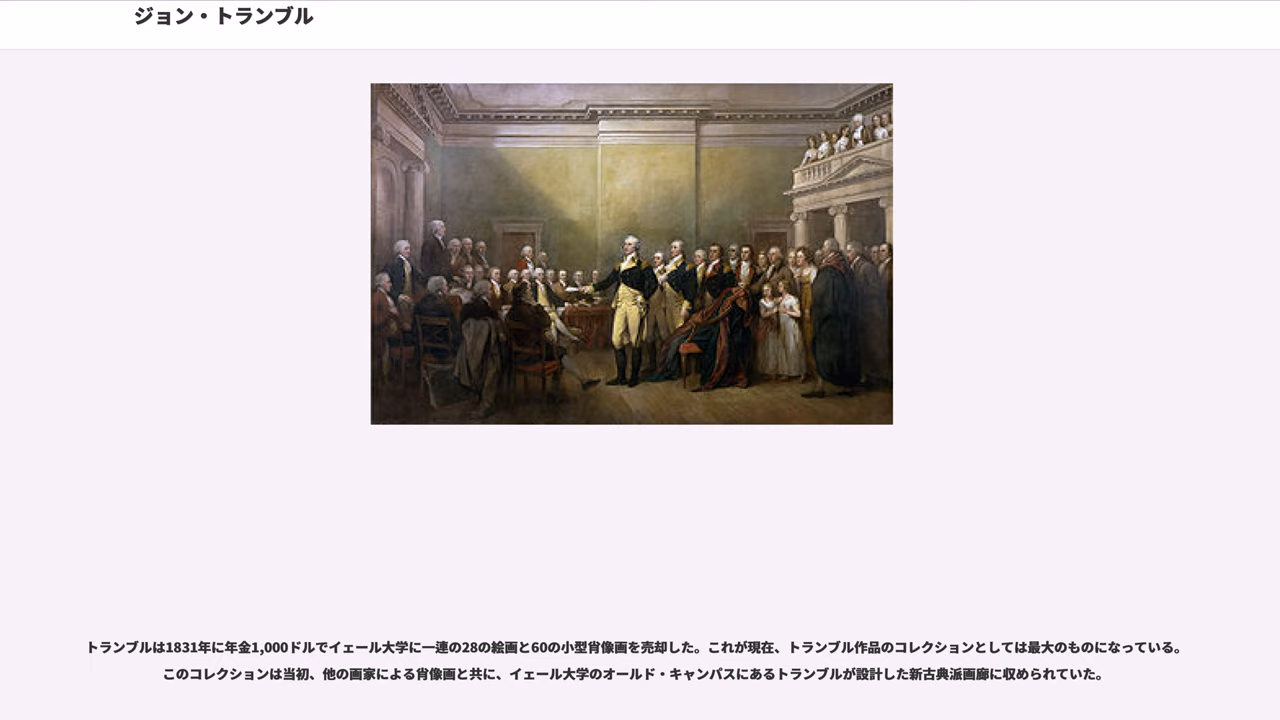 ジョン・トランブル
トランブルは1831年に年金1,000ドルでイェール大学に一連の28の絵画と60の小型肖像画を売却した。これが現在、トランブル作品のコレクションとしては最大のものになっている。
このコレクションは当初、他の画家による肖像画と共に、イェール大学のオールド・キャンパスにあるトランブルが設計した新古典派画廊に収められていた。